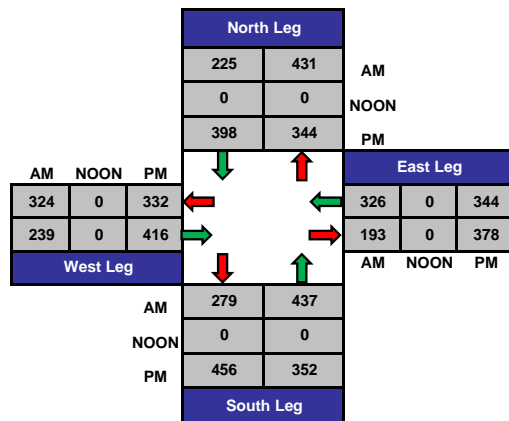 North Leg
225 431 AM
0 0 NOON
398 344 PM
East Leg
AM NOON PM
324 0 332 326 0 344
239 0 416 193 0 378
West Leg AM NOON PM
AM 279 437
NOON 0 0
PM 456 352
South Leg